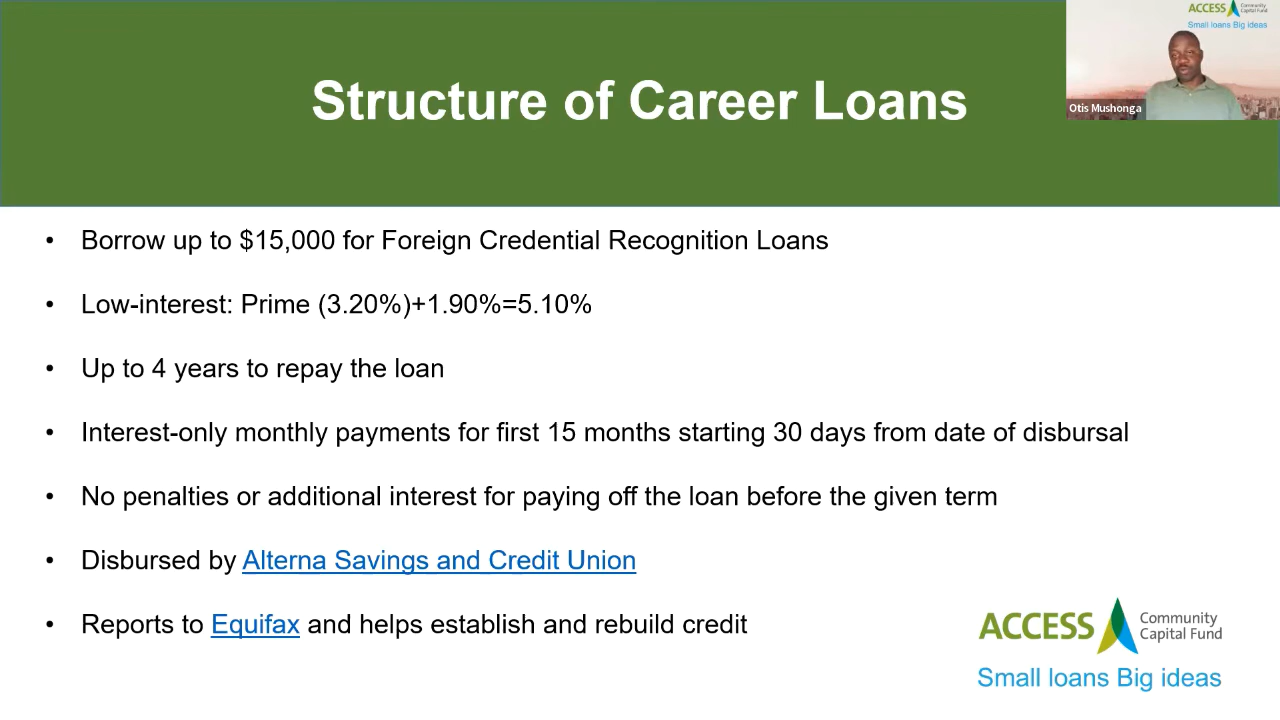 Structure of Career Loans
ACCESS Community Capital Fund
Small loans Big ideas
Otis Mushonga
• Borrow up to $15,000 for Foreign Credential Recognition Loans
• Low-interest: Prime (3.20%)+1.90%=5.10%
• Up to 4 years to repay the loan
• Interest-only monthly payments for first 15 months starting 30 days from date of disbursal
• No penalties or additional interest for paying off the loan before the given term
• Disbursed by Alterna Savings and Credit Union
• Reports to Equifax and helps establish and rebuild credit
ACCESS Community
Capital Fund
Small loans Big ideas